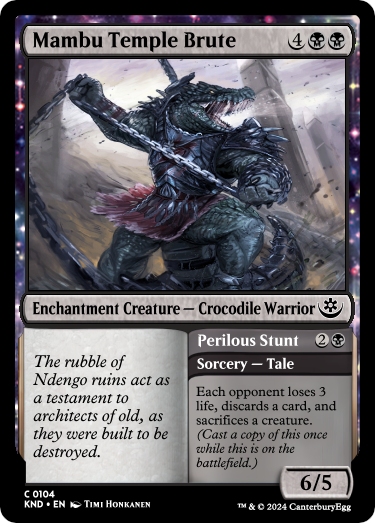 Mambu Temple Brute 4
Enchantment Creature — Crocodile Warrior
The rubble of
Ndengo ruins act as
a testament to
architects of old, as
they were built to
be destroyed.
Perilous Stunt 2
Sorcery — Tale
Each opponent loses 3
life, discards a card, and
sacrifices a creature.
(Cast a copy of this once
while this is on the
battlefield.)
6/5
C 0104
KND • EN Timi Honkanen
™ & © 2024 CanterburyEgg